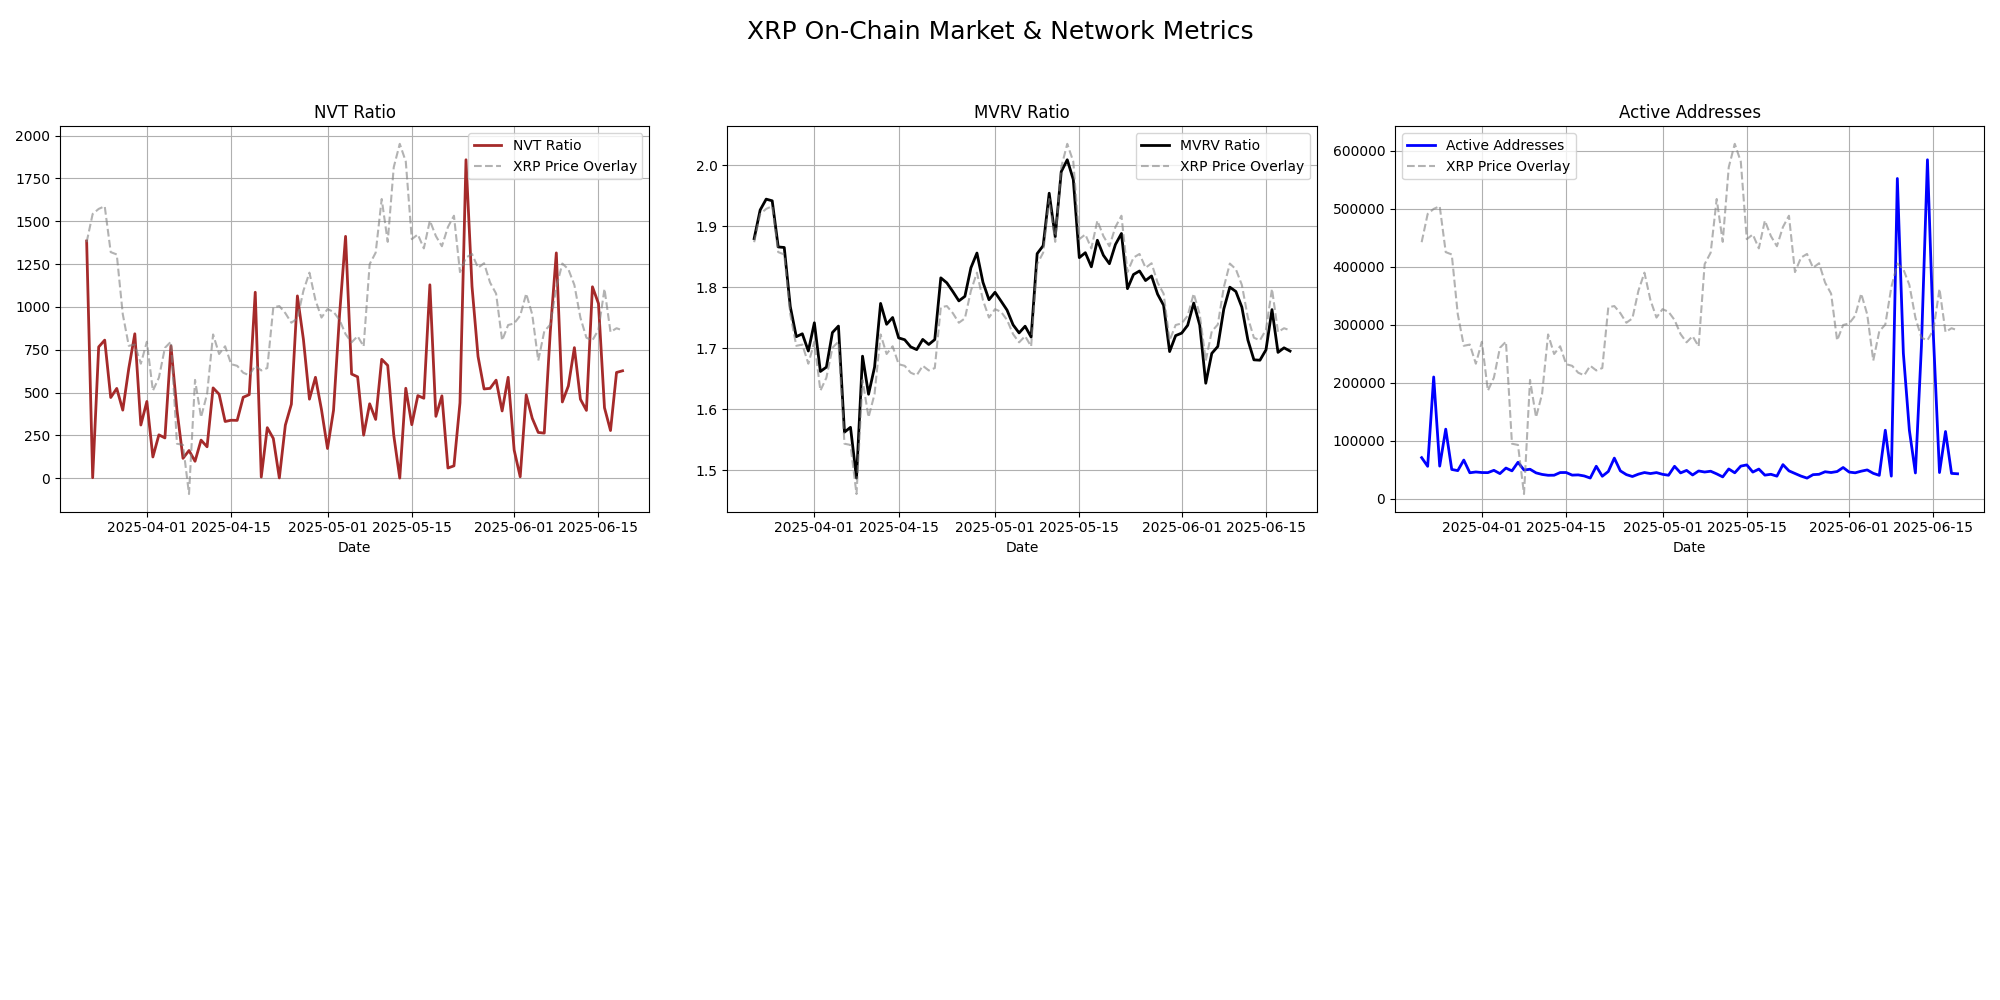 XRP On-Chain Market & Network Metrics
NVT Ratio
NVT Ratio
XRP Price Overlay
2000
1750
1500
1250
1000
750
500
250
0
2025-04-01 2025-04-15 2025-05-01 2025-05-15 2025-06-01 2025-06-15
Date
MVRV Ratio
MVRV Ratio
XRP Price Overlay
2.0
1.9
1.8
1.7
1.6
1.5
2025-04-01 2025-04-15 2025-05-01 2025-05-15 2025-06-01 2025-06-15
Date
Active Addresses
Active Addresses
XRP Price Overlay
600000
500000
400000
300000
200000
100000
0
2025-04-01 2025-04-15 2025-05-01 2025-05-15 2025-06-01 2025-06-15
Date